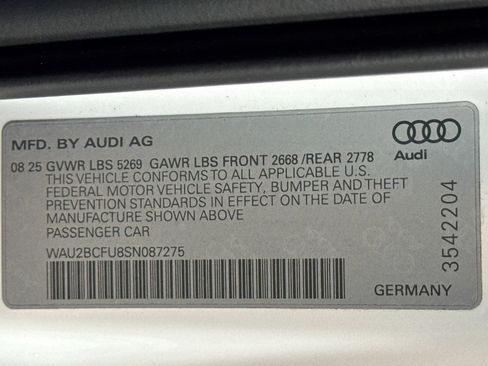 MFD. BY AUDI AG
Audi
08 25 GVWR LBS 5269 GAWR LBS FRONT 2668 /REAR 2778
THIS VEHICLE CONFORMS TO ALL APPLICABLE U.S.
FEDERAL MOTOR VEHICLE SAFETY, BUMPER AND THEFT
PREVENTION STANDARDS IN EFFECT ON THE DATE OF
MANUFACTURE SHOWN ABOVE
PASSENGER CAR
WAU2BCFU8SN087275
GERMANY
3542204